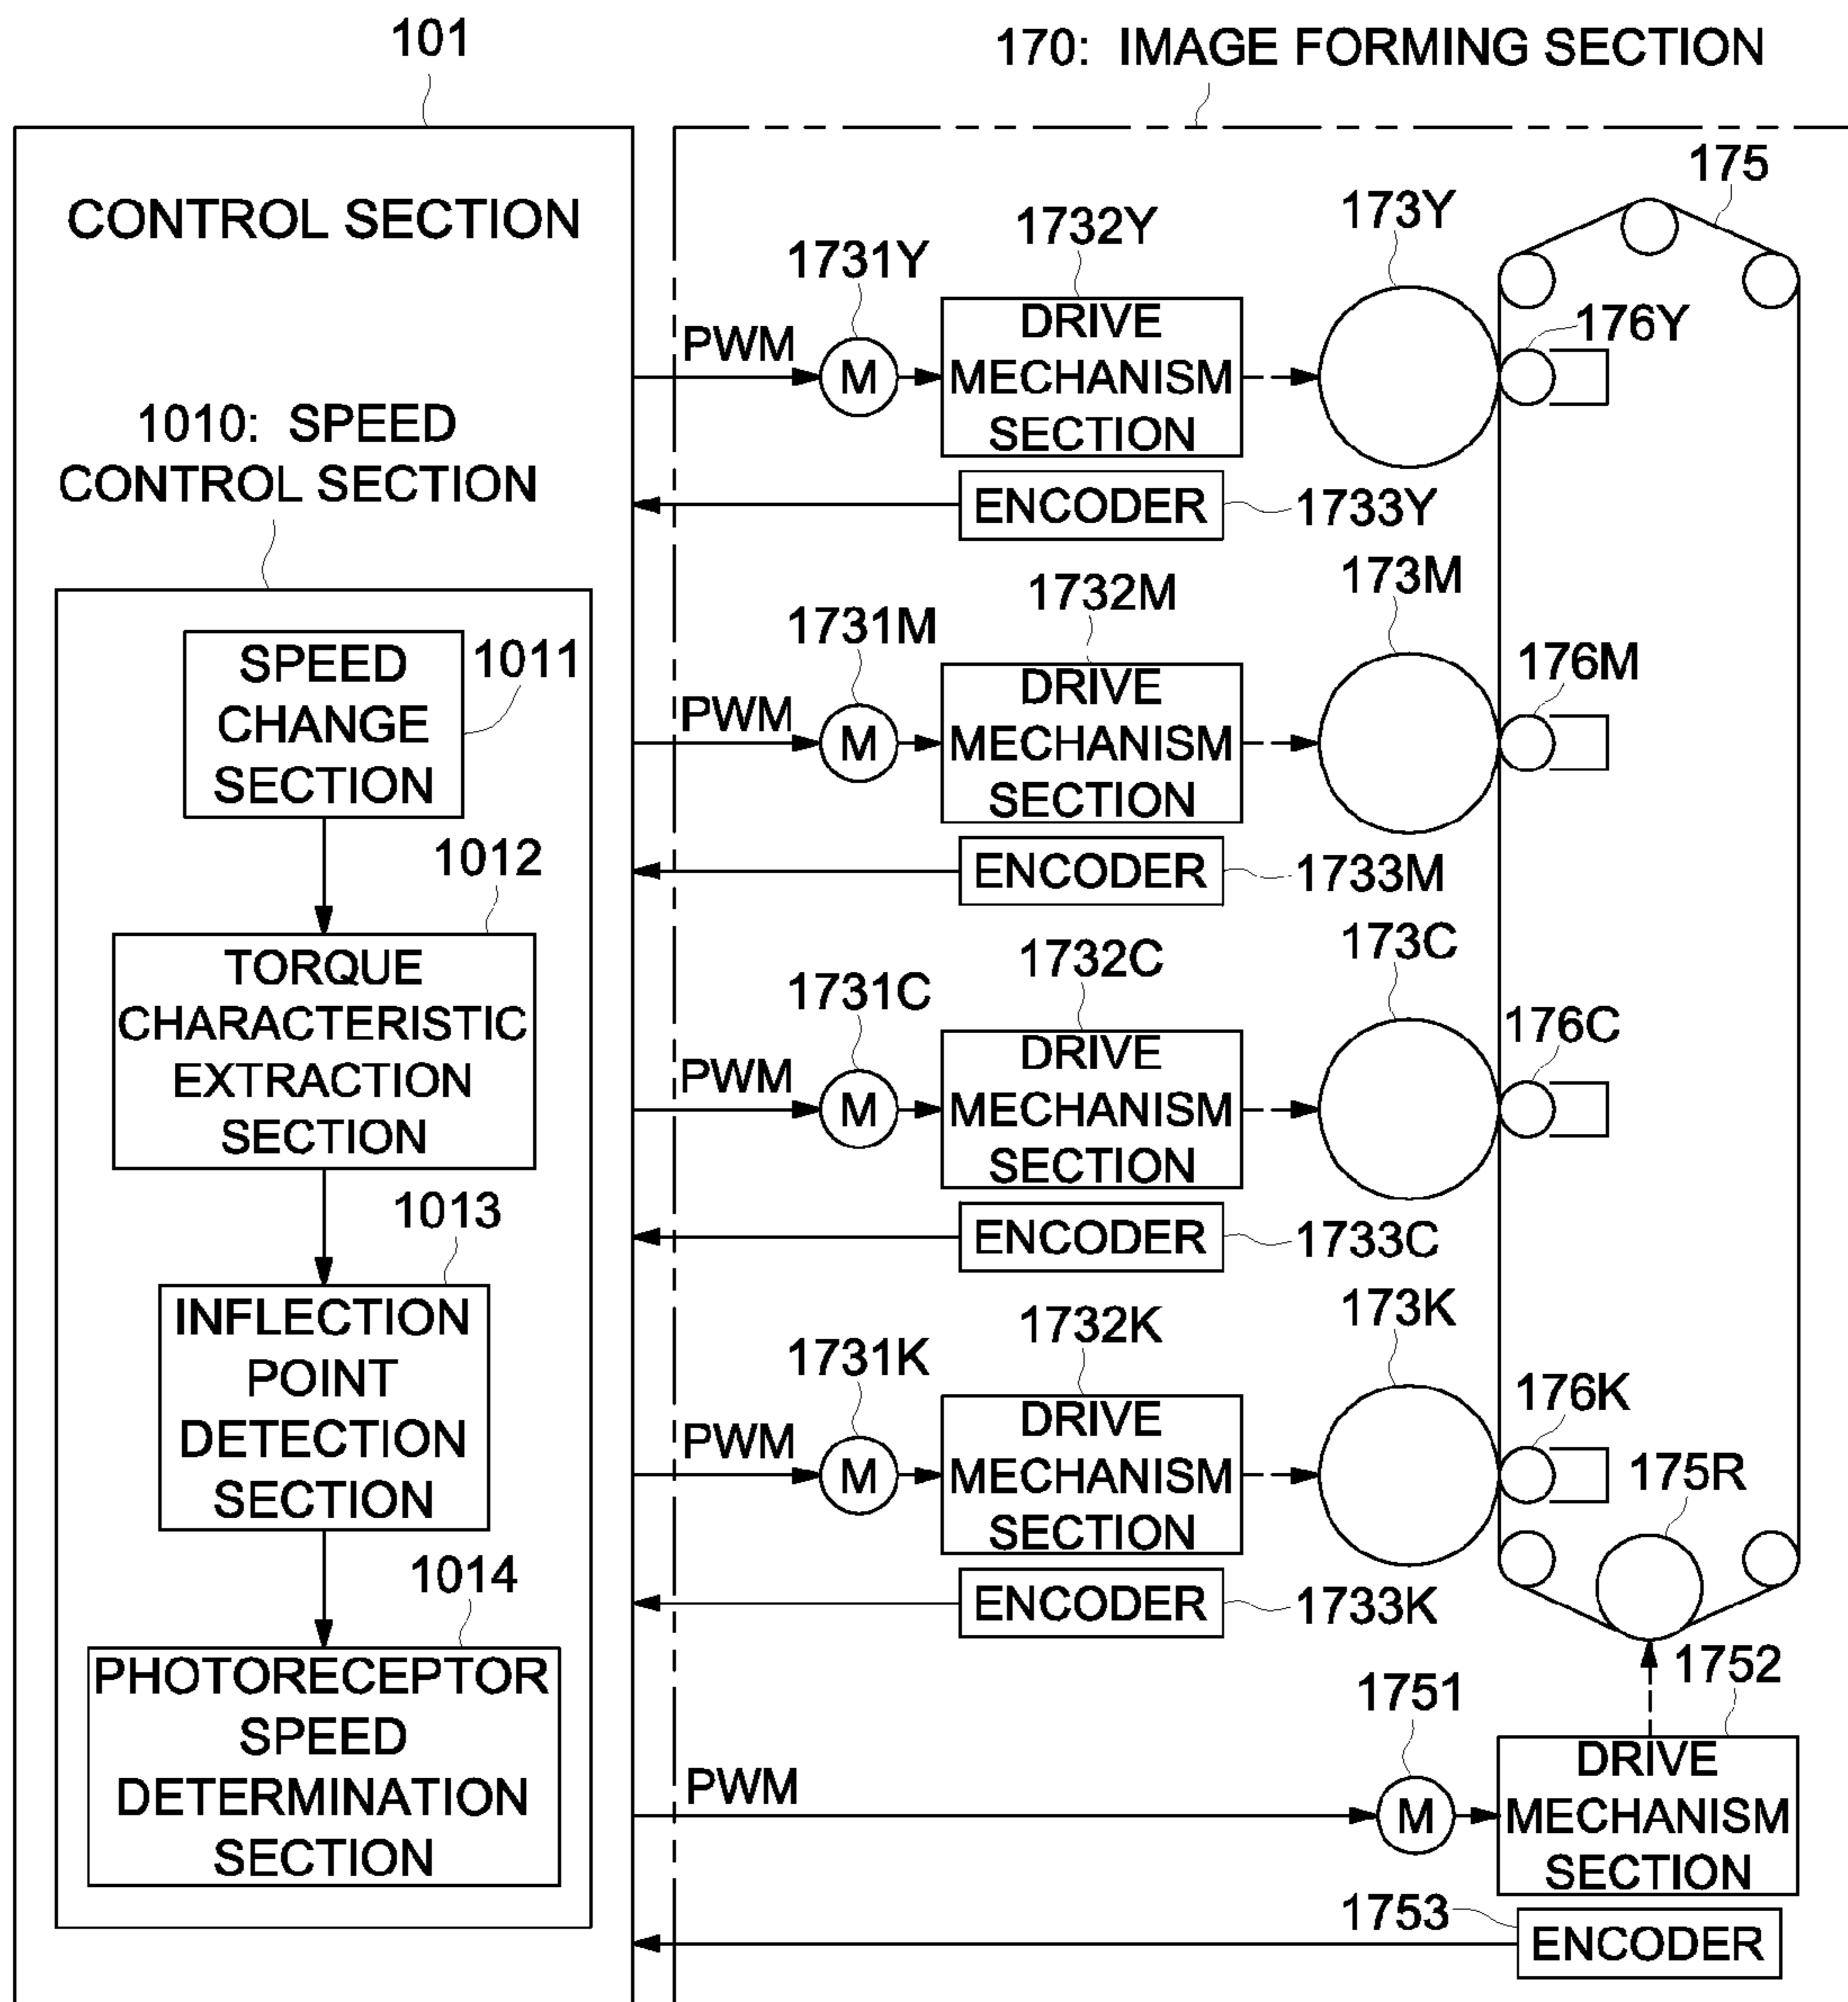 101
170: IMAGE FORMING SECTION
CONTROL SECTION
1010: SPEED
CONTROL SECTION
SPEED
CHANGE
SECTION
1011
1012
TORQUE
CHARACTERISTIC
EXTRACTION
SECTION
1013
INFLECTION
POINT
DETECTION
SECTION
1014
PHOTORECEPTOR
SPEED
DETERMINATION
SECTION
175
1731Y
1732Y
173Y
176Y
PWM
M
DRIVE
MECHANISM
SECTION
ENCODER
1733Y
1731M
1732M
173M
176M
PWM
M
DRIVE
MECHANISM
SECTION
ENCODER
1733M
1731C
1732C
173C
176C
PWM
M
DRIVE
MECHANISM
SECTION
ENCODER
1733C
1731K
1732K
173K
176K
PWM
M
DRIVE
MECHANISM
SECTION
175R
ENCODER
1733K
1751
1752
PWM
M
DRIVE
MECHANISM
SECTION
1753
ENCODER